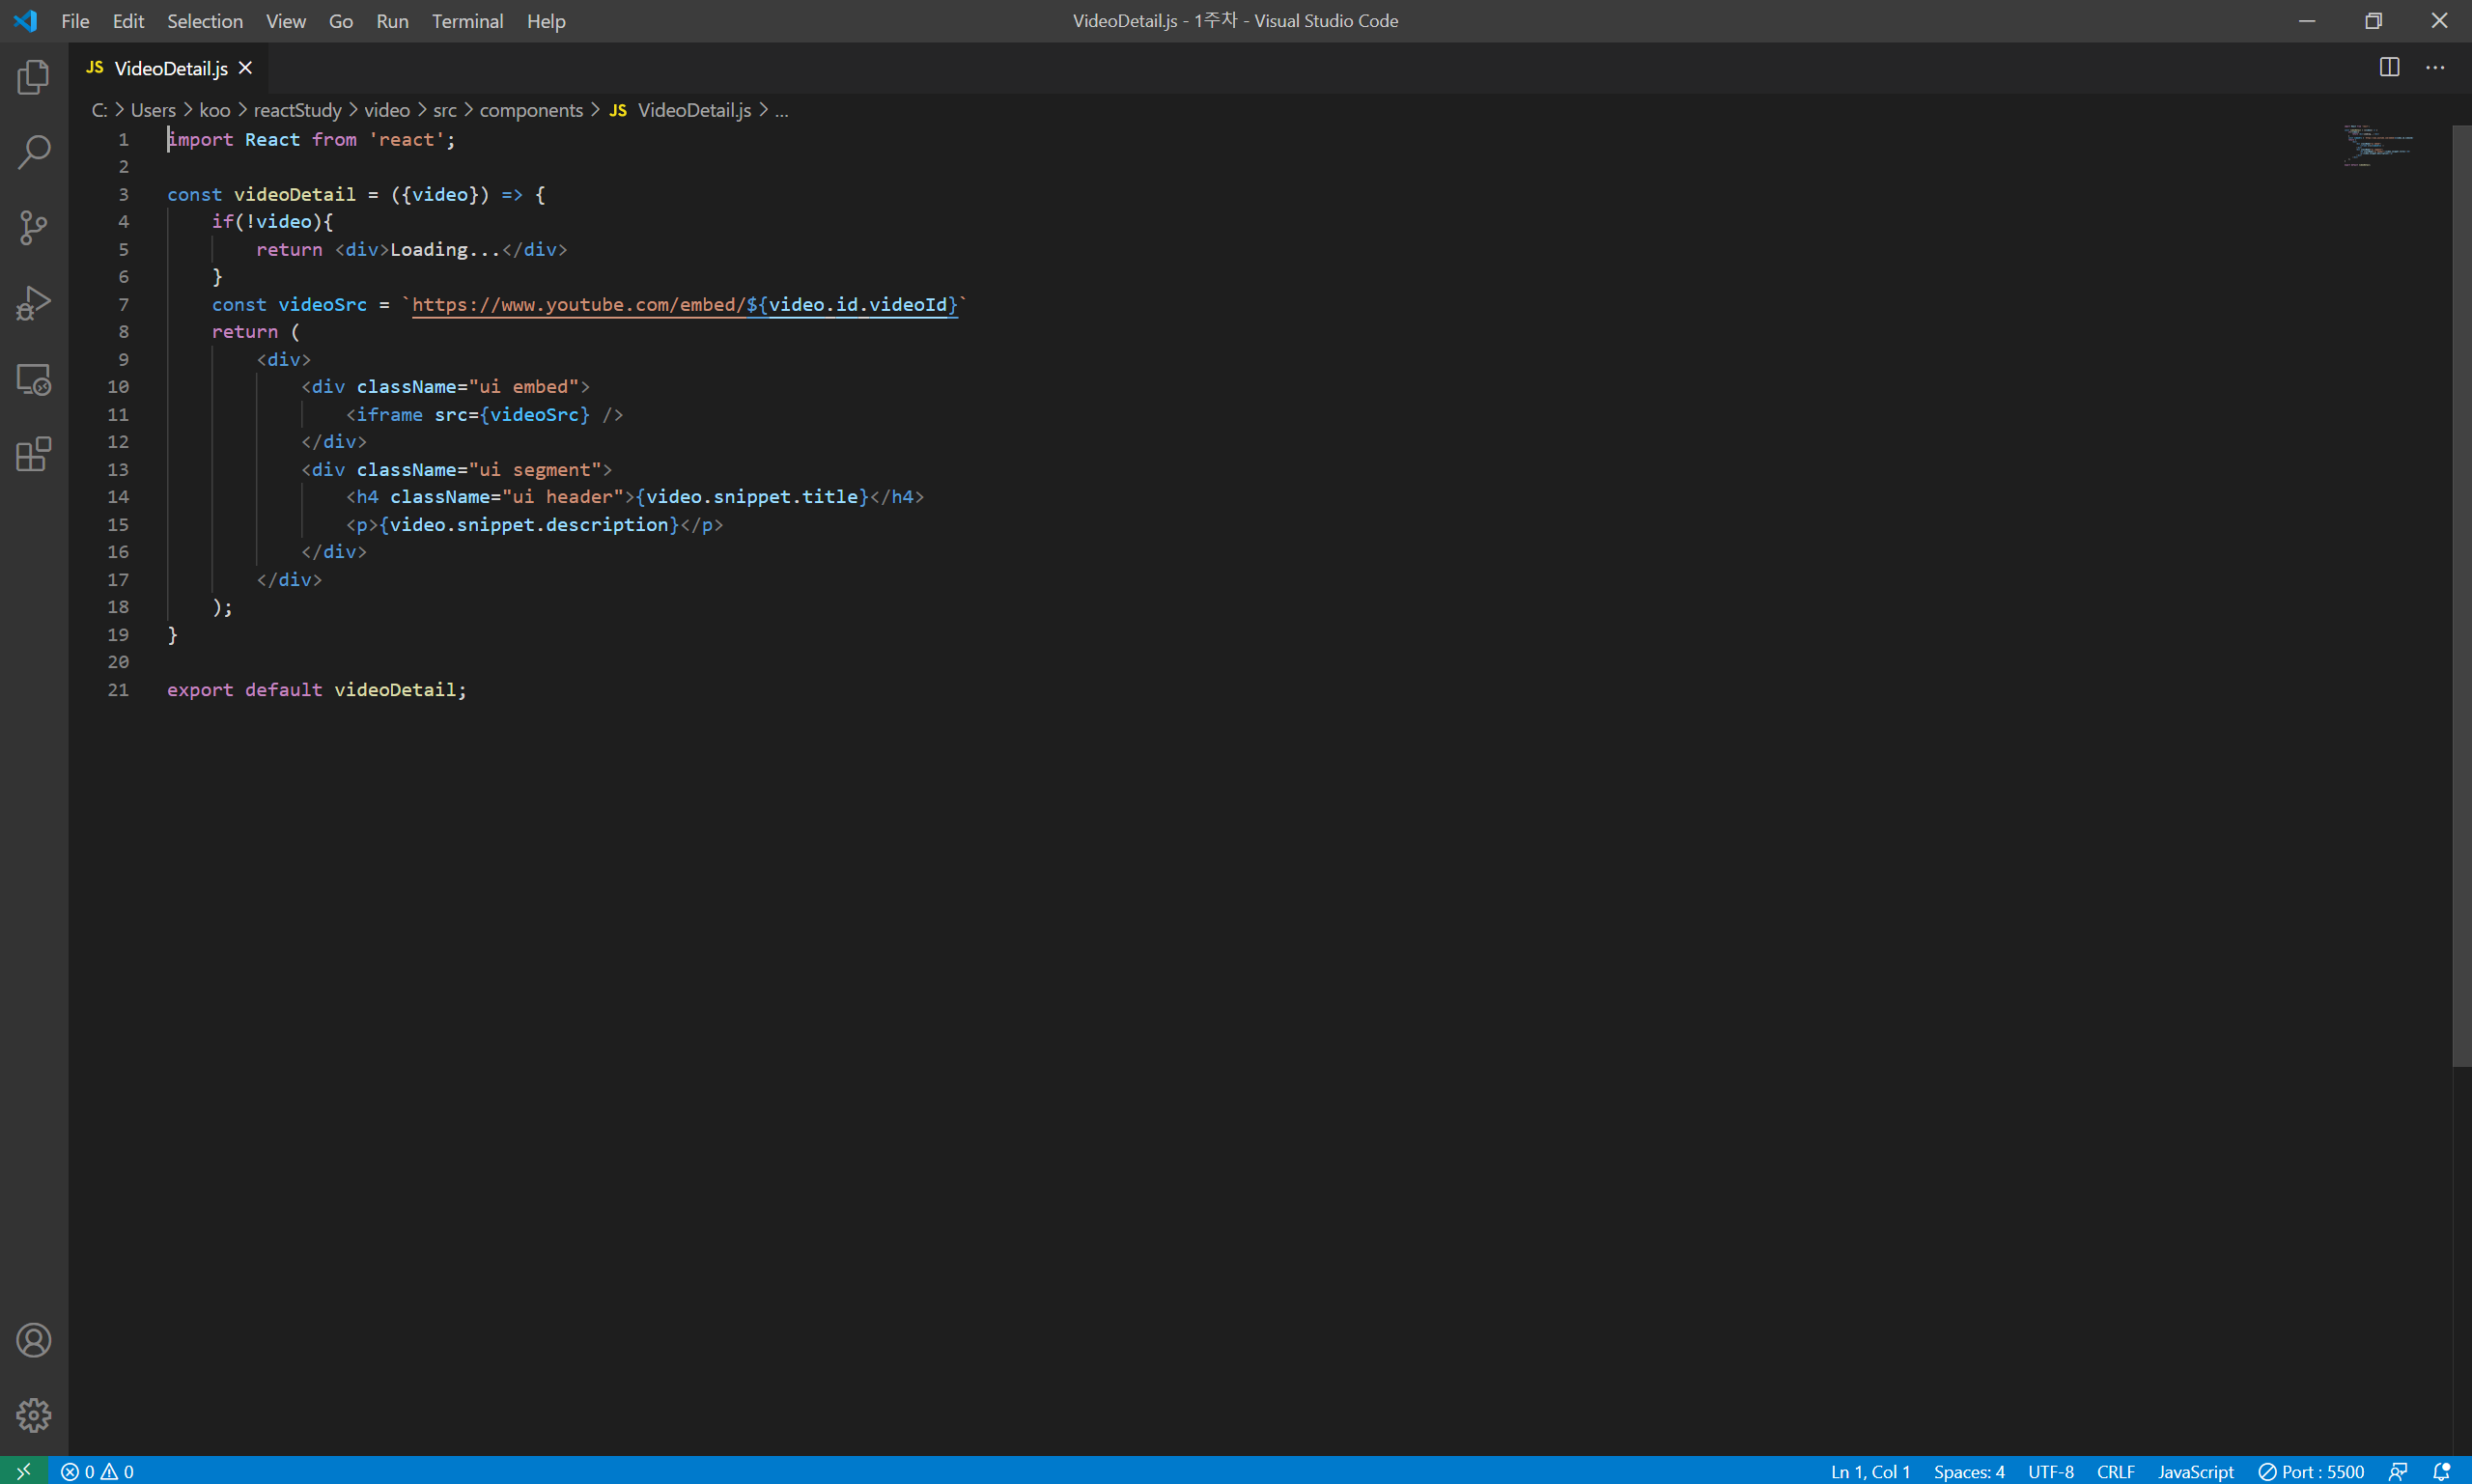 File Edit Selection View Go Run Terminal Help VideoDetail.js - 1주차 - Visual Studio Code
JS VideoDetail.js
C: > Users > koo > reactStudy > video > src > components > JS VideoDetail.js > ...
1 import React from 'react';
2
3 const videoDetail = ({video}) => {
4     if(!video){
5         return <div>Loading...</div>
6     }
7     const videoSrc = `https://www.youtube.com/embed/${video.id.videoId}`
8     return (
9         <div>
10             <div className="ui embed">
11                 <iframe src={videoSrc} />
12             </div>
13             <div className="ui segment">
14                 <h4 className="ui header">{video.snippet.title}</h4>
15                 <p>{video.snippet.description}</p>
16             </div>
17         </div>
18     );
19 }
20
21 export default videoDetail;
0 0 Ln 1, Col 1 Spaces: 4 UTF-8 CRLF JavaScript Port : 5500